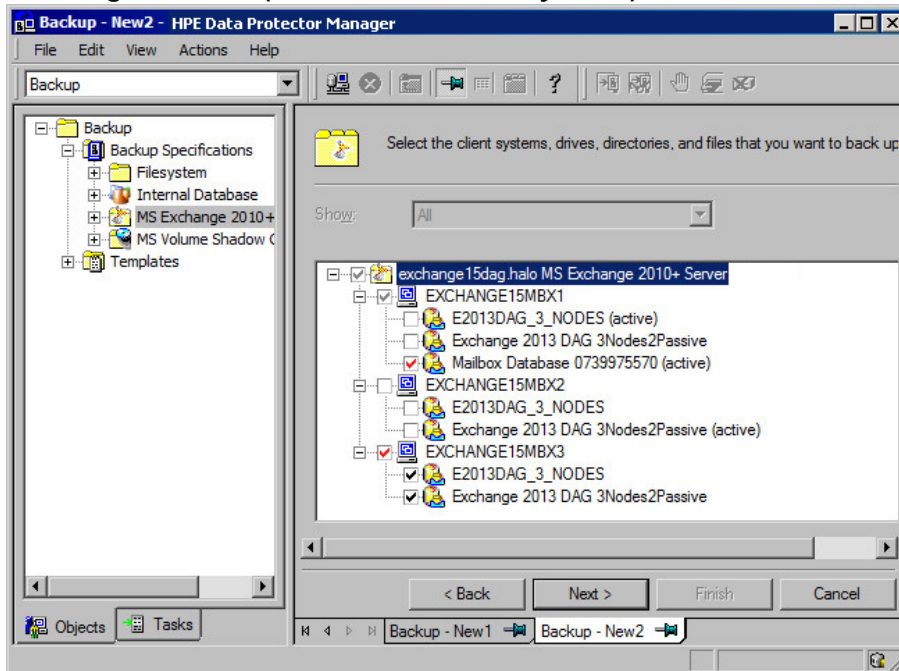 Backup - New2 - HPE Data Protector Manager
File Edit View Actions Help
Backup
Backup
Backup Specifications
Filesystem
Internal Database
MS Exchange 2010+
MS Volume Shadow
Templates
Select the client systems, drives, directories, and files that you want to back up
Show: All
exchange15dag.halo MS Exchange 2010+ Server
EXCHANGE15MBX1
E2013DAG_3_NODES (active)
Exchange 2013 DAG 3Nodes2Passive
Mailbox Database 0739975570 (active)
EXCHANGE15MBX2
E2013DAG_3_NODES
Exchange 2013 DAG 3Nodes2Passive (active)
EXCHANGE15MBX3
E2013DAG_3_NODES
Exchange 2013 DAG 3Nodes2Passive
< Back Next > Finish Cancel
Objects Tasks
Backup - New1 Backup - New2